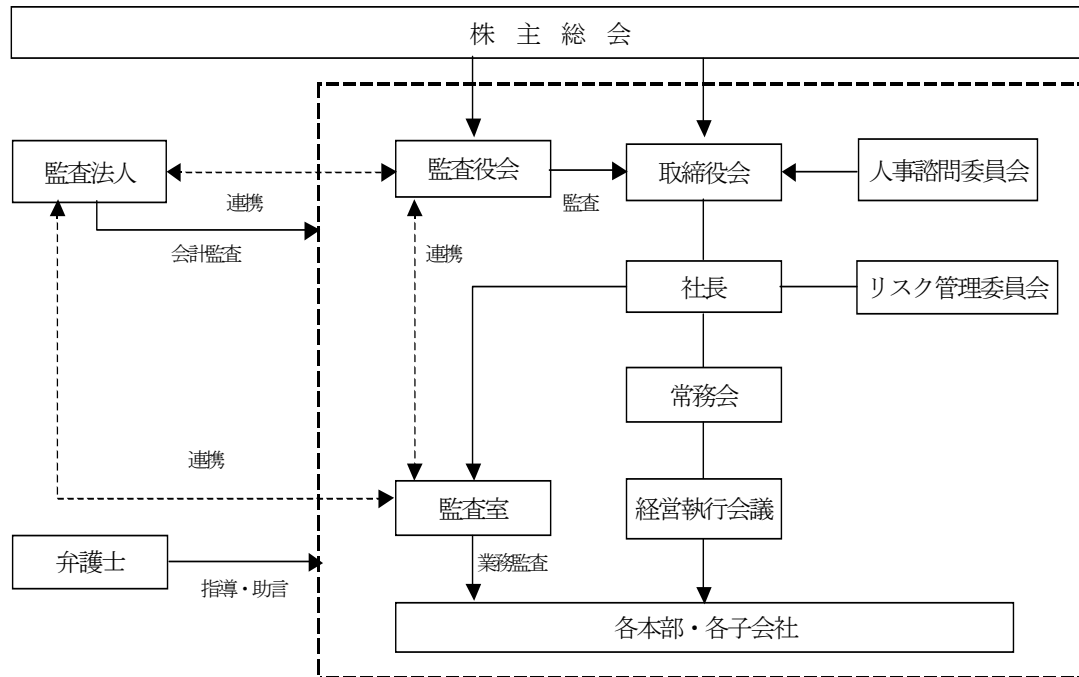 株主総会
監査法人
監査役会
取締役会
人事諮問委員会
連携
監査
会計監査
連携
社長
リスク管理委員会
常務会
連携
監査室
経営執行会議
弁護士
業務監査
指導・助言
各本部・各子会社